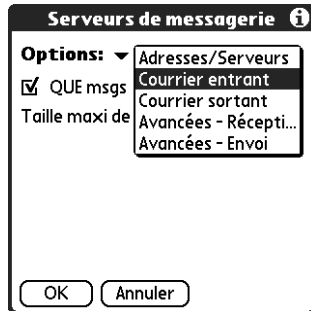 Serveurs de messagerie
Options:
Adresses/Serveurs
QUE msgs
Courrier entrant
Courrier sortant
Taille maxi de
Avancées - Récepti...
Avancées - Envoi
OK
Annuler